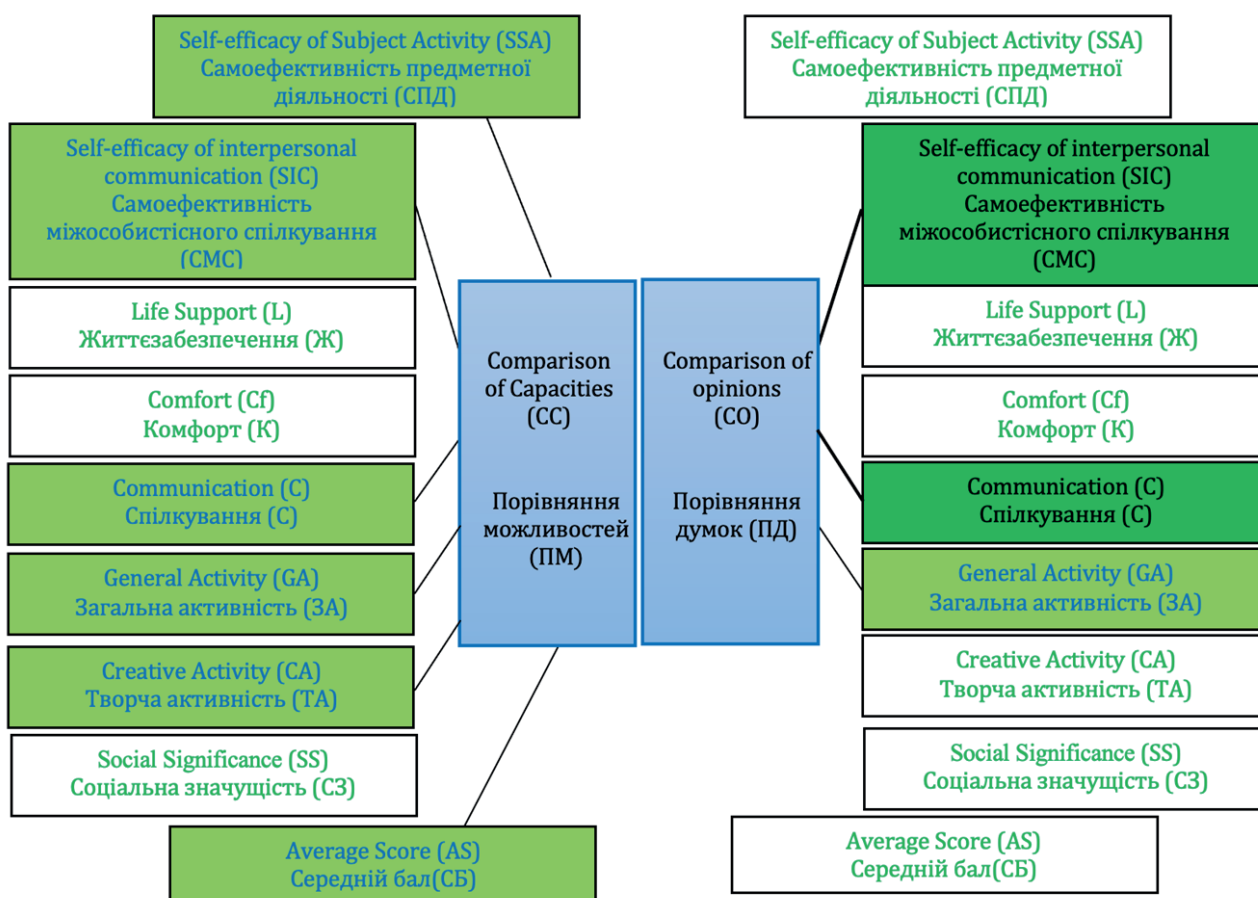 Self-efficacy of Subject Activity (SSA)
Самоефективність предметної
діяльності (СПД)
Self-efficacy of interpersonal
communication (SIC)
Самоефективність
міжособистісного спілкування
(СМС)
Life Support (L)
Життєзабезпечення (Ж)
Comfort (Cf)
Комфорт (К)
Communication (C)
Спілкування (С)
General Activity (GA)
Загальна активність (ЗА)
Creative Activity (CA)
Творча активність (ТА)
Social Significance (SS)
Соціальна значущість (СЗ)
Average Score (AS)
Середній бал(СБ)
Comparison
of Capacities
(CC)
Порівняння
можливостей
(ПМ)
Comparison of
opinions
(CO)
Порівняння
думок (ПД)
Self-efficacy of Subject Activity (SSA)
Самоефективність предметної
діяльності (СПД)
Self-efficacy of interpersonal
communication (SIC)
Самоефективність
міжособистісного спілкування
(СМС)
Life Support (L)
Життєзабезпечення (Ж)
Comfort (Cf)
Комфорт (К)
Communication (C)
Спілкування (С)
General Activity (GA)
Загальна активність (ЗА)
Creative Activity (CA)
Творча активність (ТА)
Social Significance (SS)
Соціальна значущість (СЗ)
Average Score (AS)
Середній бал(СБ)